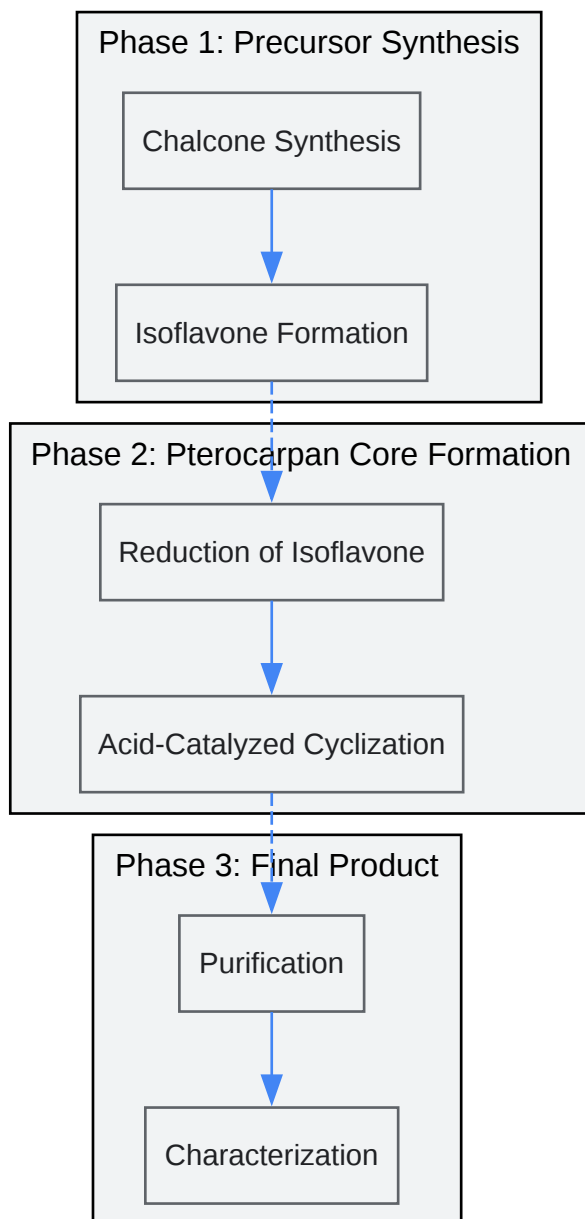 Phase 1: Precursor Synthesis
Chalcone Synthesis
Isoflavone Formation
Phase 2: Pterocarpan Core Formation
Reduction of Isoflavone
Acid-Catalyzed Cyclization
Phase 3: Final Product
Purification
Characterization